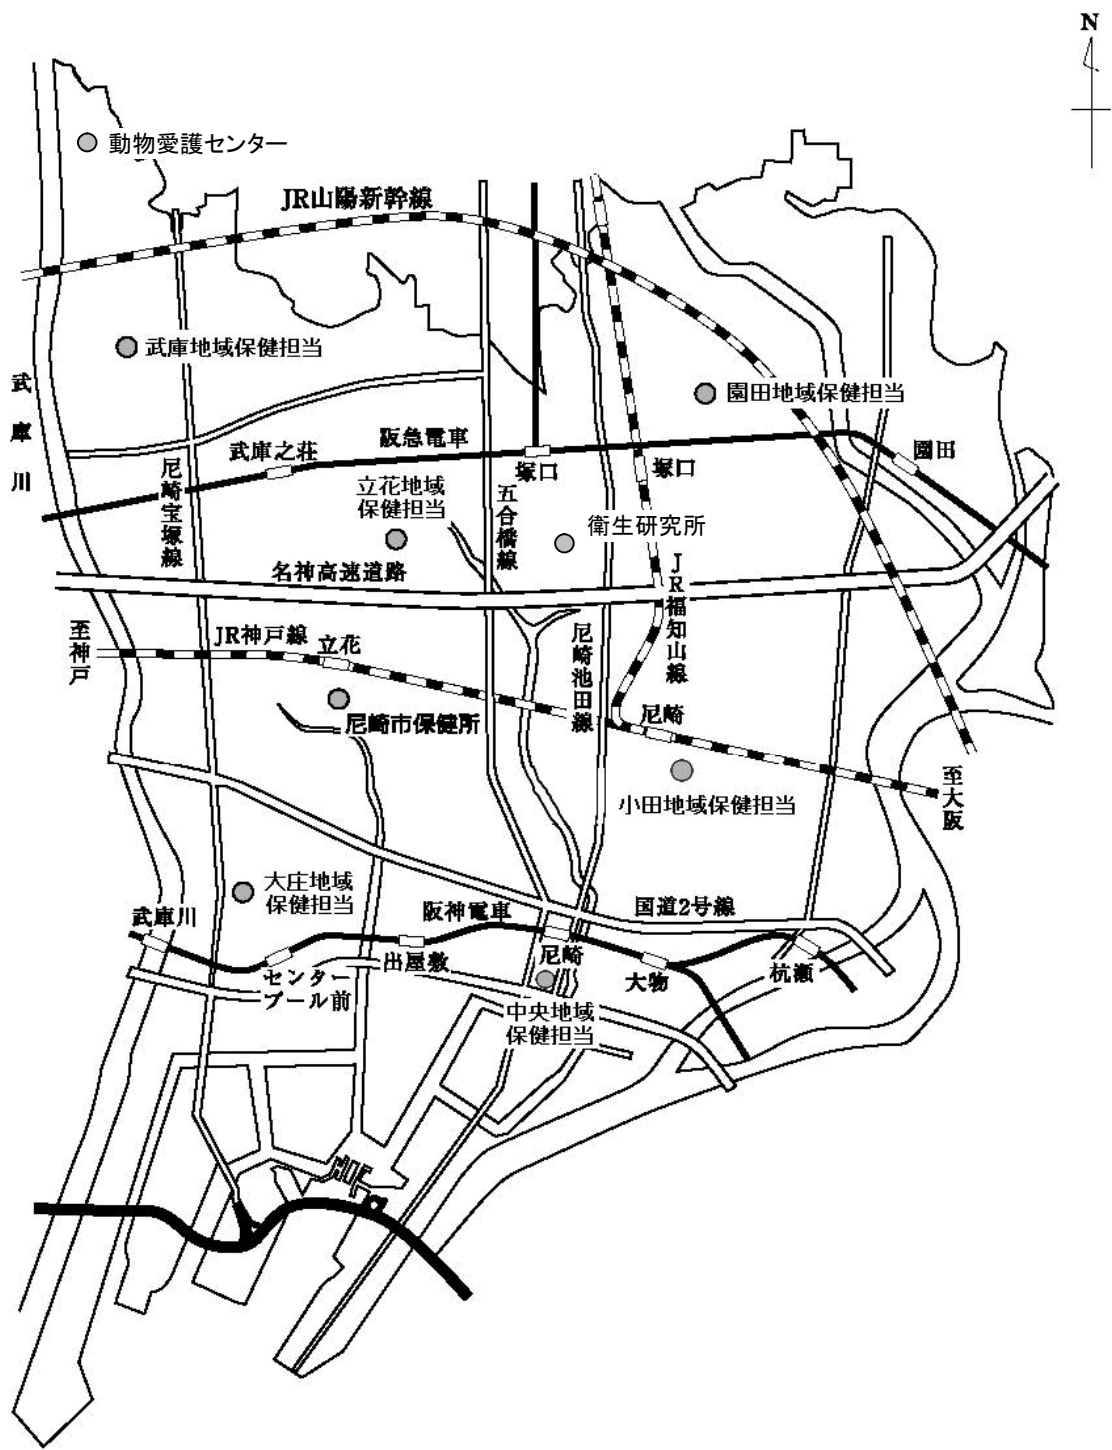 N
動物愛護センター
JR山陽新幹線
武庫地域保健担当
武庫川
園田地域保健担当
阪急電車
武庫之荘
園田
塚口
塚口
尼崎宝塚線
立花地域
保健担当
五合橋線
衛生研究所
名神高速道路
JR福知山線
至神戸
JR神戸線
立花
尼崎池田線
尼崎市保健所
尼崎
小田地域保健担当
至大阪
大庄地域
保健担当
武庫川
阪神電車
国道2号線
センター
プール前
出屋敷
尼崎
大物
杭瀬
中央地域
保健担当